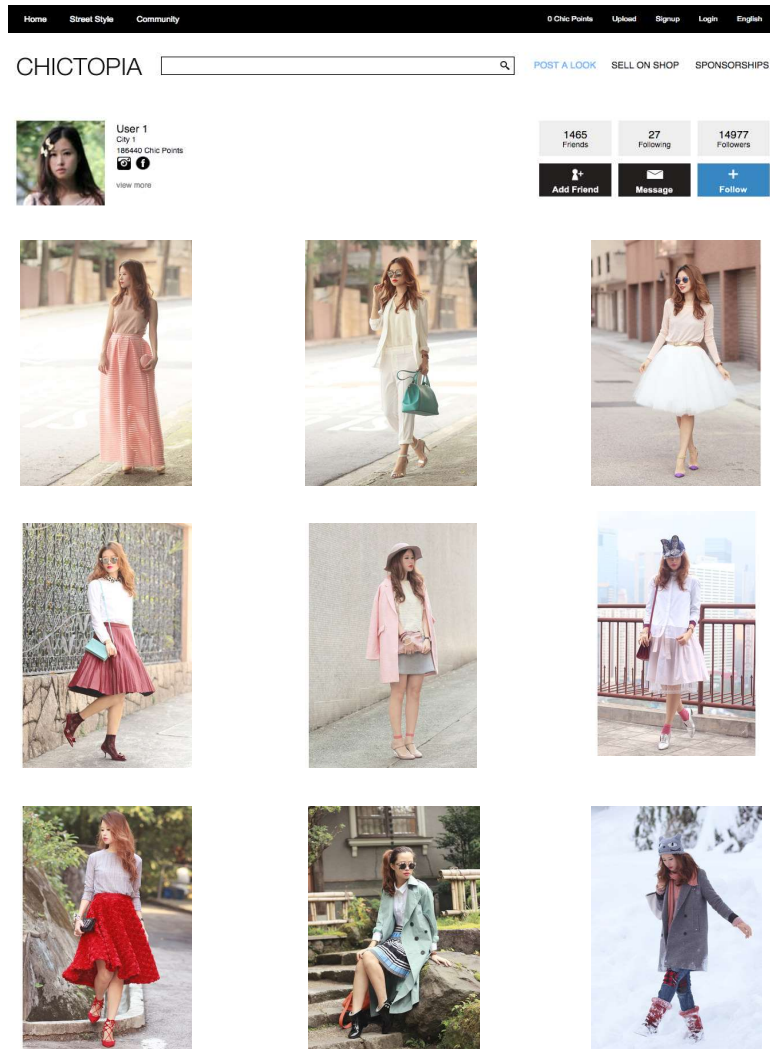 Home Street Style Community 0 Chic Points Upload Signup Login English
CHICTOPIA POST A LOOK SELL ON SHOP SPONSORSHIPS
User 1
City 1
186440 Chic Points
view more
1465 27 14977
Friends Following Followers
Add Friend Message Follow